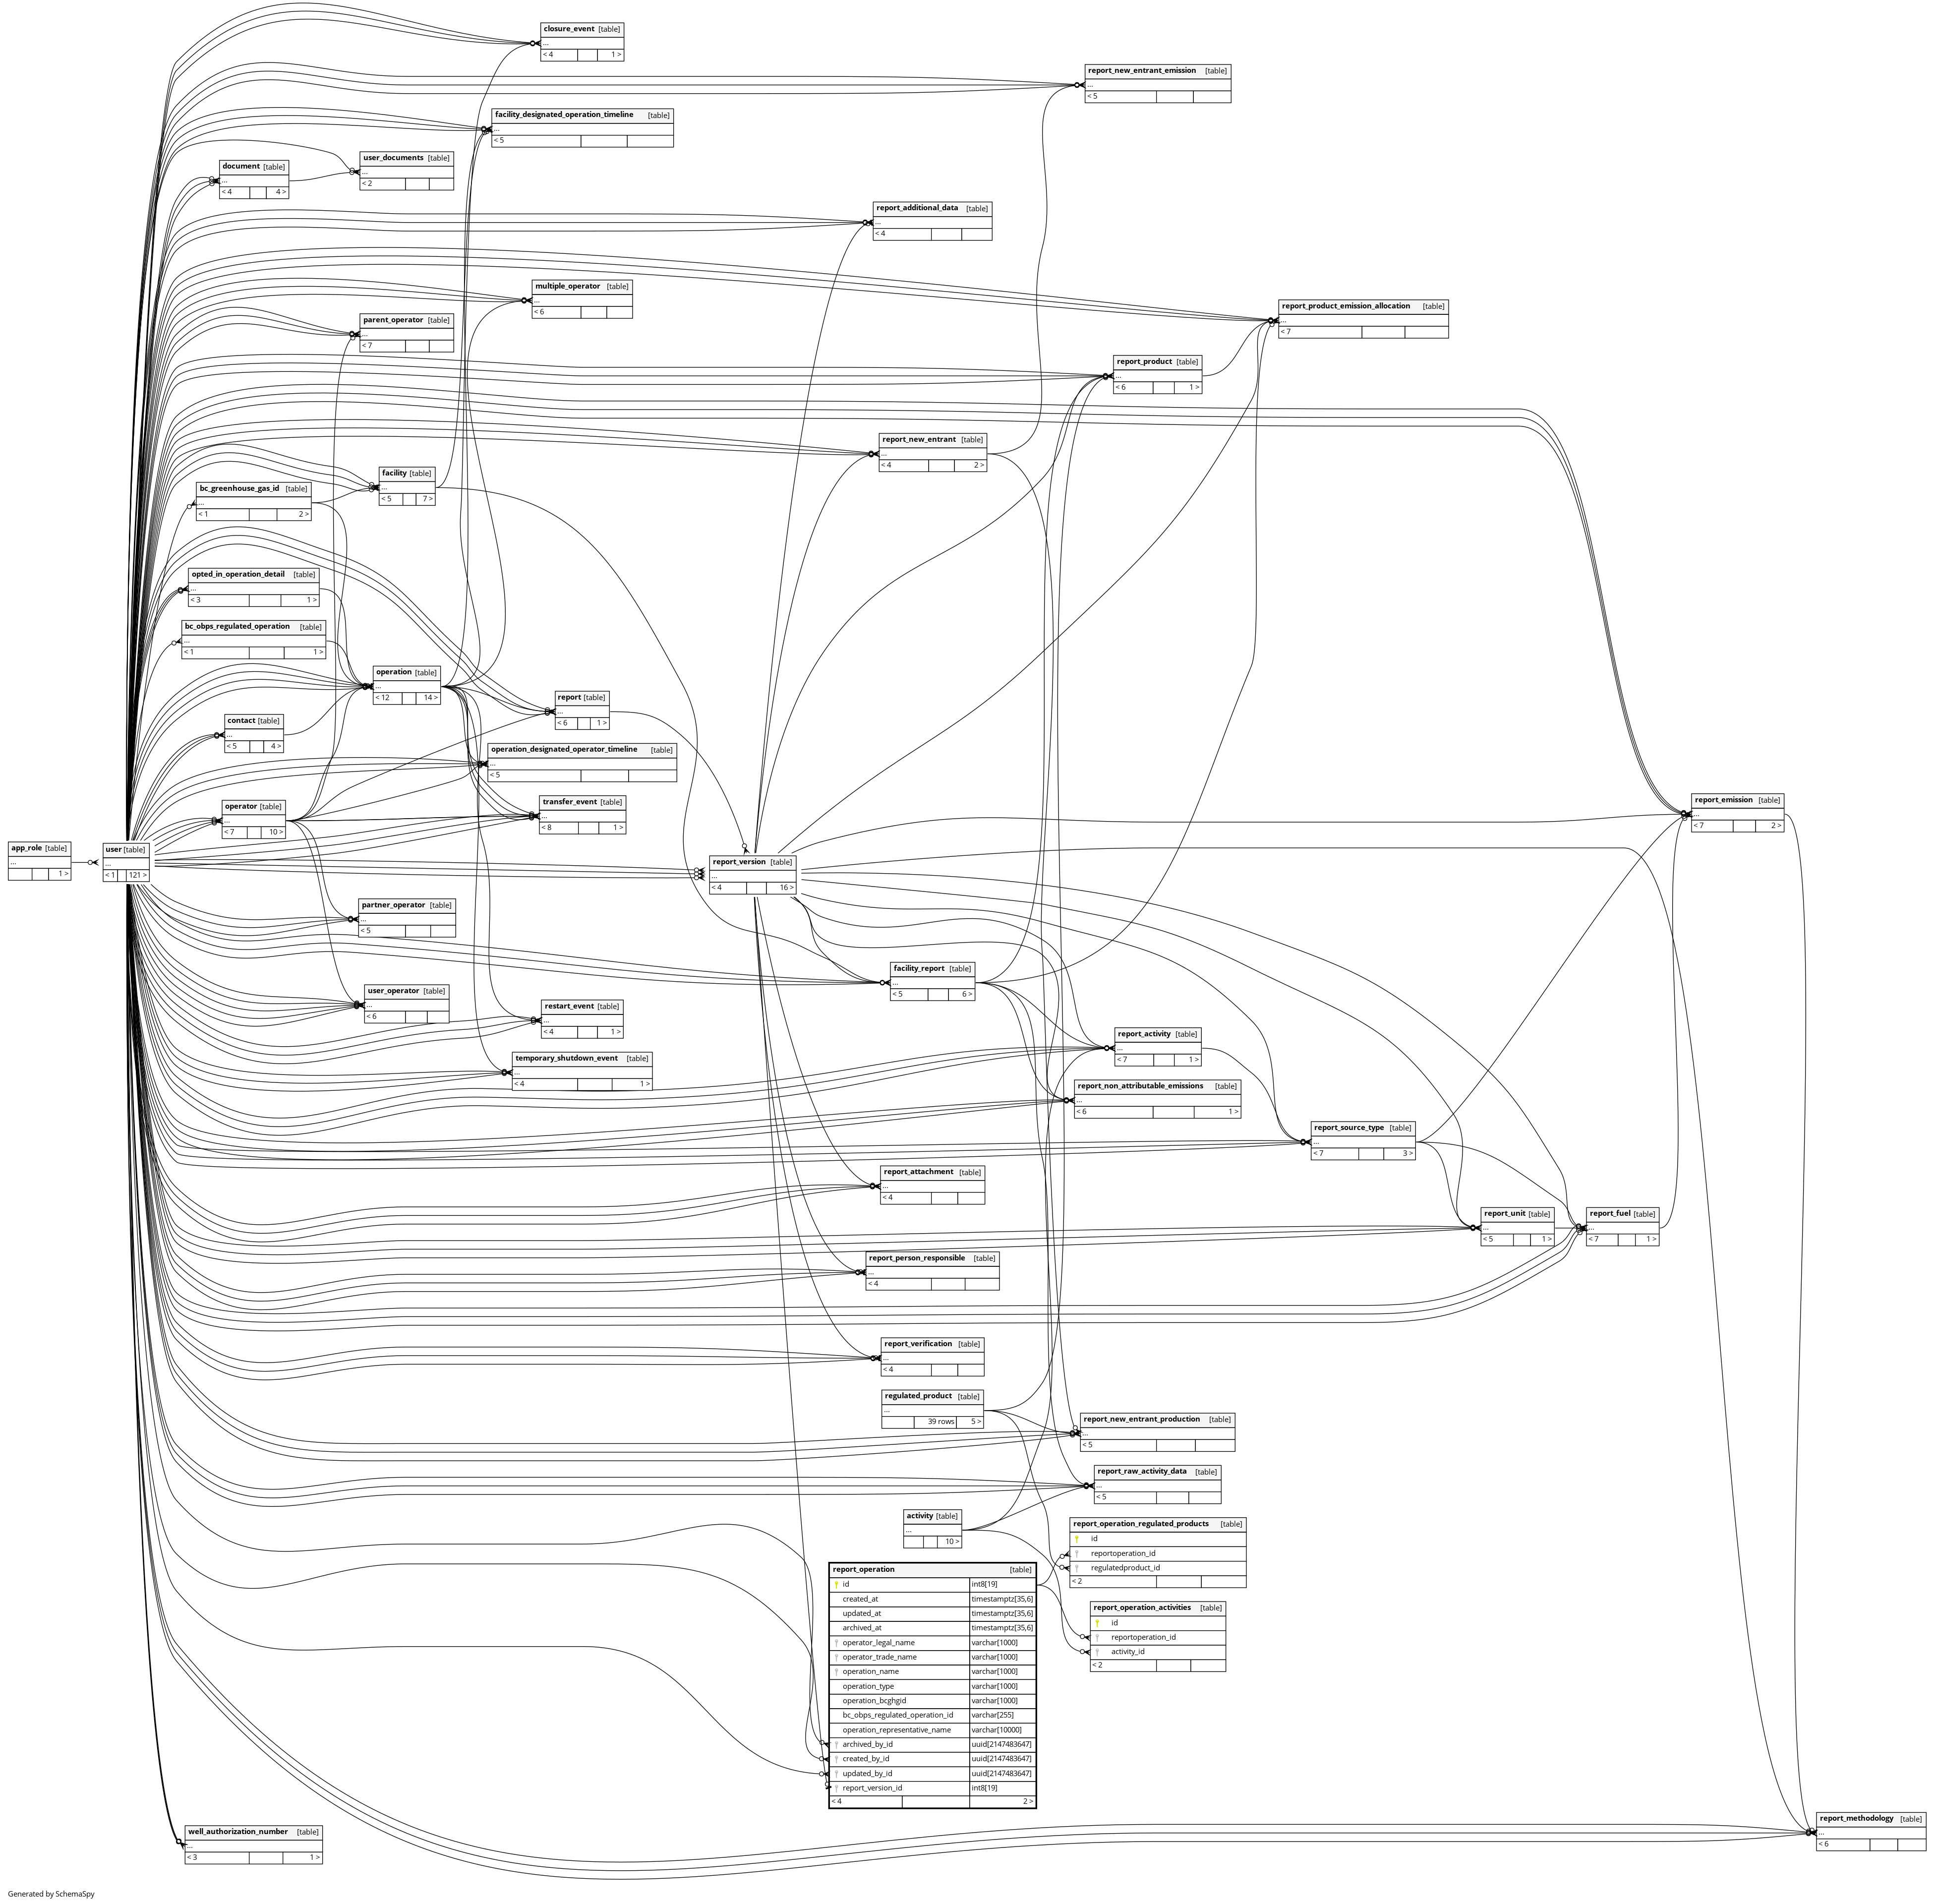 closure_event [table]
...
< 4 1 >
report_new_entrant_emission [table]
...
< 5
facility_designated_operation_timeline [table]
...
< 5
user_documents [table]
...
< 2
document [table]
...
< 4 4 >
report_additional_data [table]
...
< 4
multiple_operator [table]
...
< 6
report_product_emission_allocation [table]
...
< 7
parent_operator [table]
...
< 7
report_product [table]
...
< 6 1 >
report_new_entrant [table]
...
< 4 2 >
facility [table]
...
< 5 7 >
bc_greenhouse_gas_id [table]
...
< 1 2 >
opted_in_operation_detail [table]
...
< 3 1 >
bc_obps_regulated_operation [table]
...
< 1 1 >
operation [table]
...
< 12 14 >
report [table]
...
< 6 1 >
contact [table]
...
< 5 4 >
operation_designated_operator_timeline [table]
...
< 5
transfer_event [table]
...
< 8 1 >
report_emission [table]
...
< 7 2 >
operator [table]
...
< 7 10 >
app_role [table]
...
1 >
user [table]
...
< 1 121 >
report_version [table]
...
< 4 16 >
partner_operator [table]
...
< 5
facility_report [table]
...
< 5 6 >
user_operator [table]
...
< 6
restart_event [table]
...
< 4 1 >
report_activity [table]
...
< 7 1 >
temporary_shutdown_event [table]
...
< 4 1 >
report_non_attributable_emissions [table]
...
< 6 1 >
report_source_type [table]
...
< 7 3 >
report_attachment [table]
...
< 4
report_unit [table]
...
< 5 1 >
report_fuel [table]
...
< 7 1 >
report_person_responsible [table]
...
< 4
report_verification [table]
...
< 4
regulated_product [table]
...
39 rows 5 >
report_new_entrant_production [table]
...
< 5
report_raw_activity_data [table]
...
< 5
activity [table]
...
10 >
report_operation_regulated_products [table]
id
reportoperation_id
regulatedproduct_id
< 2
report_operation_activities [table]
id
reportoperation_id
activity_id
< 2
report_operation [table]
id int8[19]
created_at timestamptz[35,6]
updated_at timestamptz[35,6]
archived_at timestamptz[35,6]
operator_legal_name varchar[1000]
operator_trade_name varchar[1000]
operation_name varchar[1000]
operation_type varchar[1000]
operation_bcghgid varchar[1000]
bc_obps_regulated_operation_id varchar[255]
operation_representative_name varchar[10000]
archived_by_id uuid[2147483647]
created_by_id uuid[2147483647]
updated_by_id uuid[2147483647]
report_version_id int8[19]
< 4 2 >
report_methodology [table]
...
< 6
well_authorization_number [table]
...
< 3 1 >
Generated by SchemaSpy